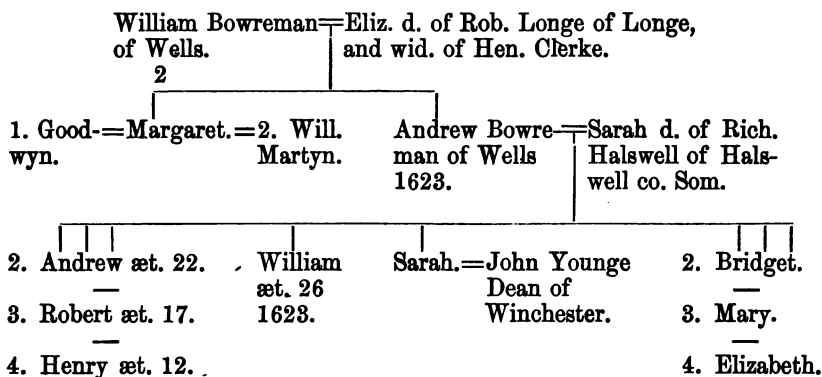 William Bowreman=Eliz. d. of Rob. Longe of Longe,
of Wells. and wid. of Hen. Clerke.
2
1. Good-=Margaret.=2. Will. Andrew Bowre-=Sarah d. of Rich.
wyn. Martyn. man of Wells Halswell of Hals-
1623. well co. Som.
2. Andrew æt. 22. William Sarah.=John Younge 2. Bridget.
æt. 26 Dean of
3. Robert æt. 17. 1623. Winchester. 3. Mary.
4. Henry æt. 12. 4. Elizabeth.